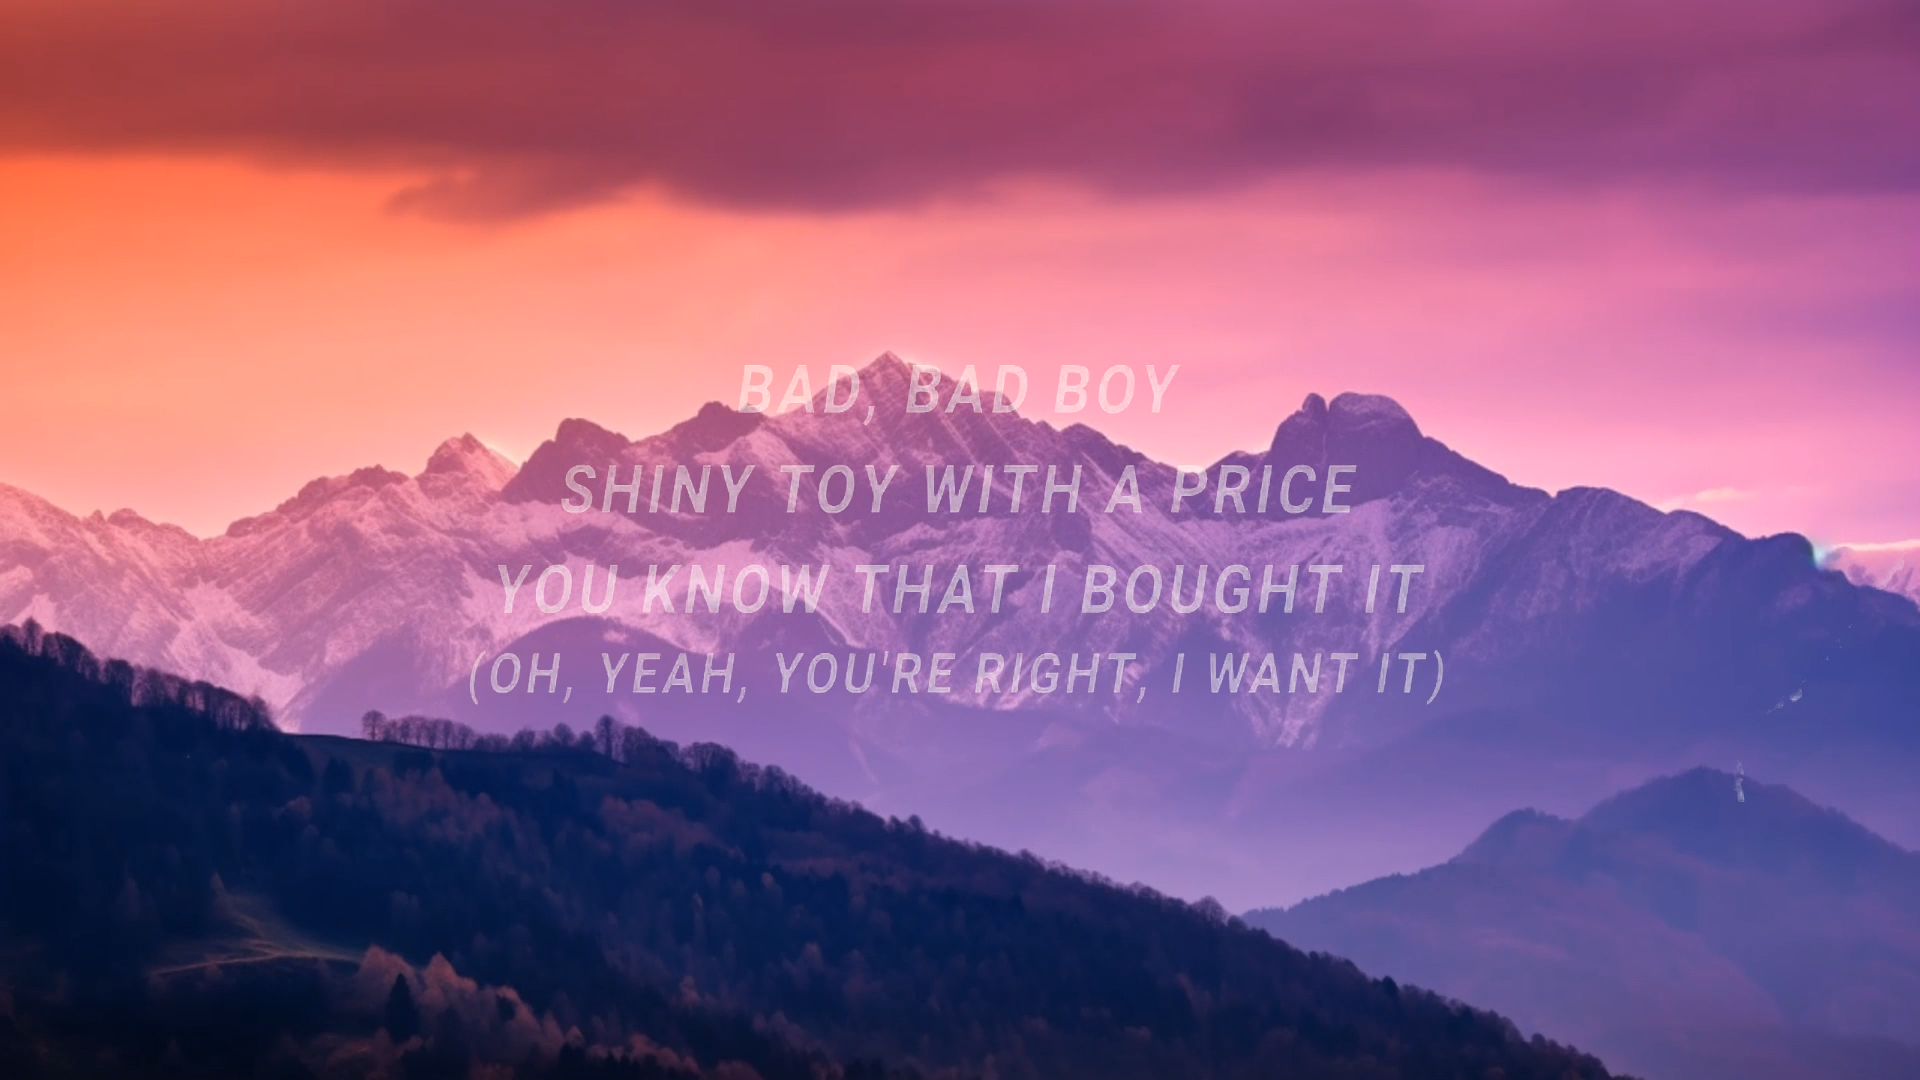 BAD, BAD BOY
SHINY TOY WITH A PRICE
YOU KNOW THAT I BOUGHT IT
(OH, YEAH, YOU'RE RIGHT, I WANT IT)